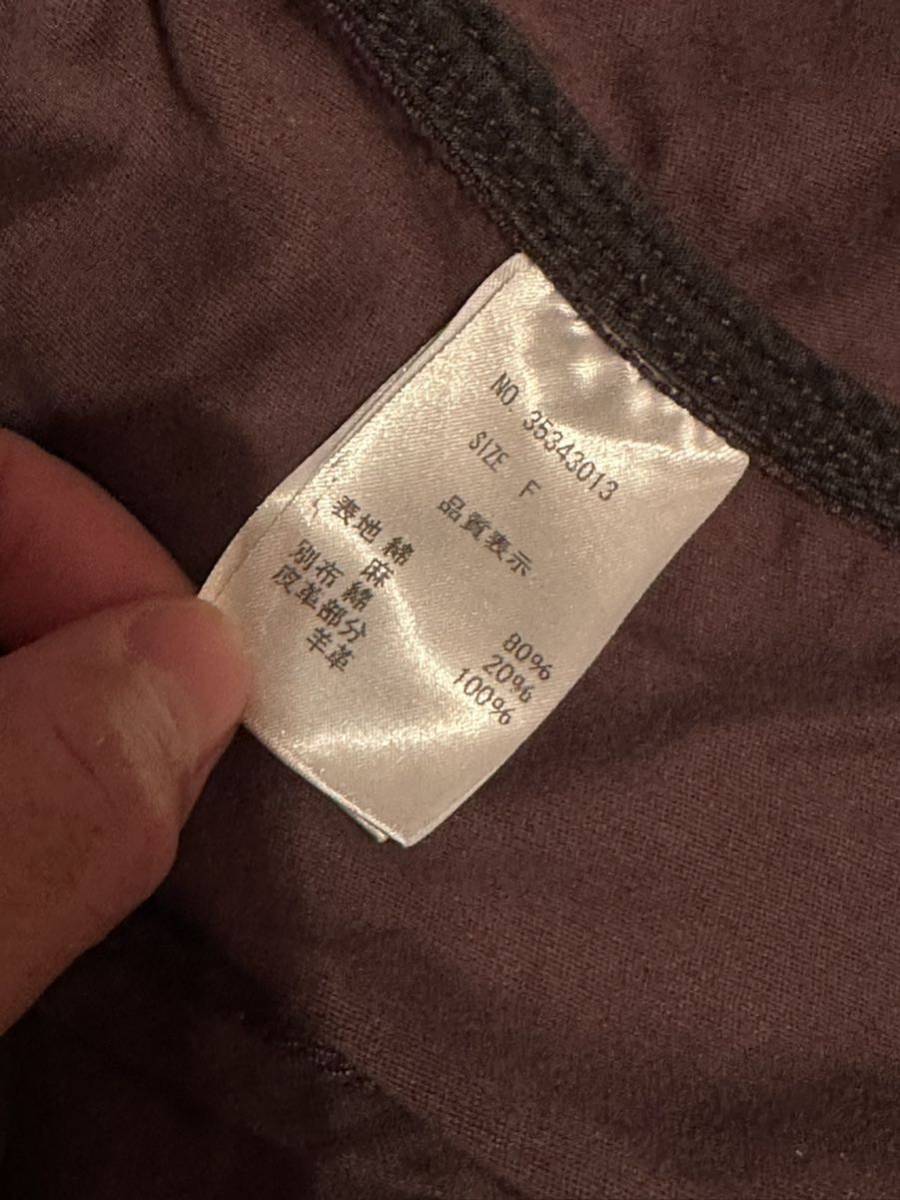 NO. 35343013
SIZE F
品質表示
表地 綿 80%
麻 20%
別布 綿 100%
皮革部分
羊革